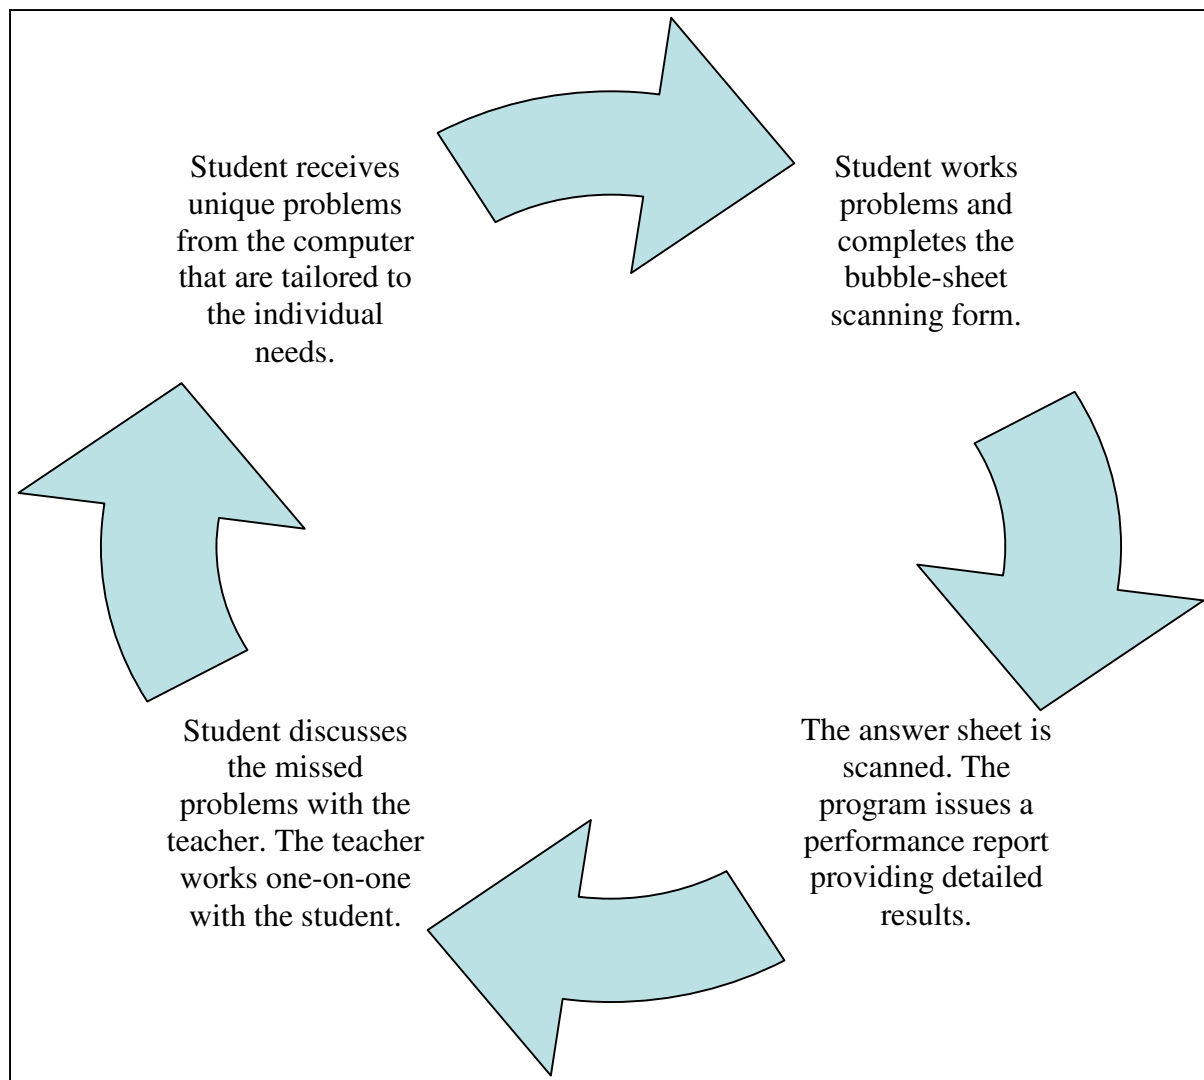 Student receives
unique problems
from the computer
that are tailored to
the individual
needs.
Student works
problems and
completes the
bubble-sheet
scanning form.
The answer sheet is
scanned. The
program issues a
performance report
providing detailed
results.
Student discusses
the missed
problems with the
teacher. The teacher
works one-on-one
with the student.